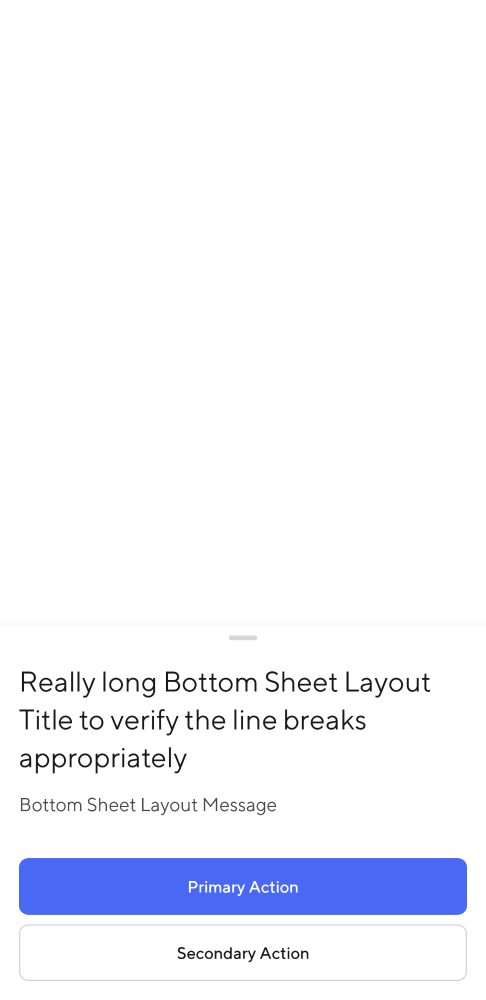 Really long Bottom Sheet Layout
Title to verify the line breaks
appropriately
Bottom Sheet Layout Message
Primary Action
Secondary Action